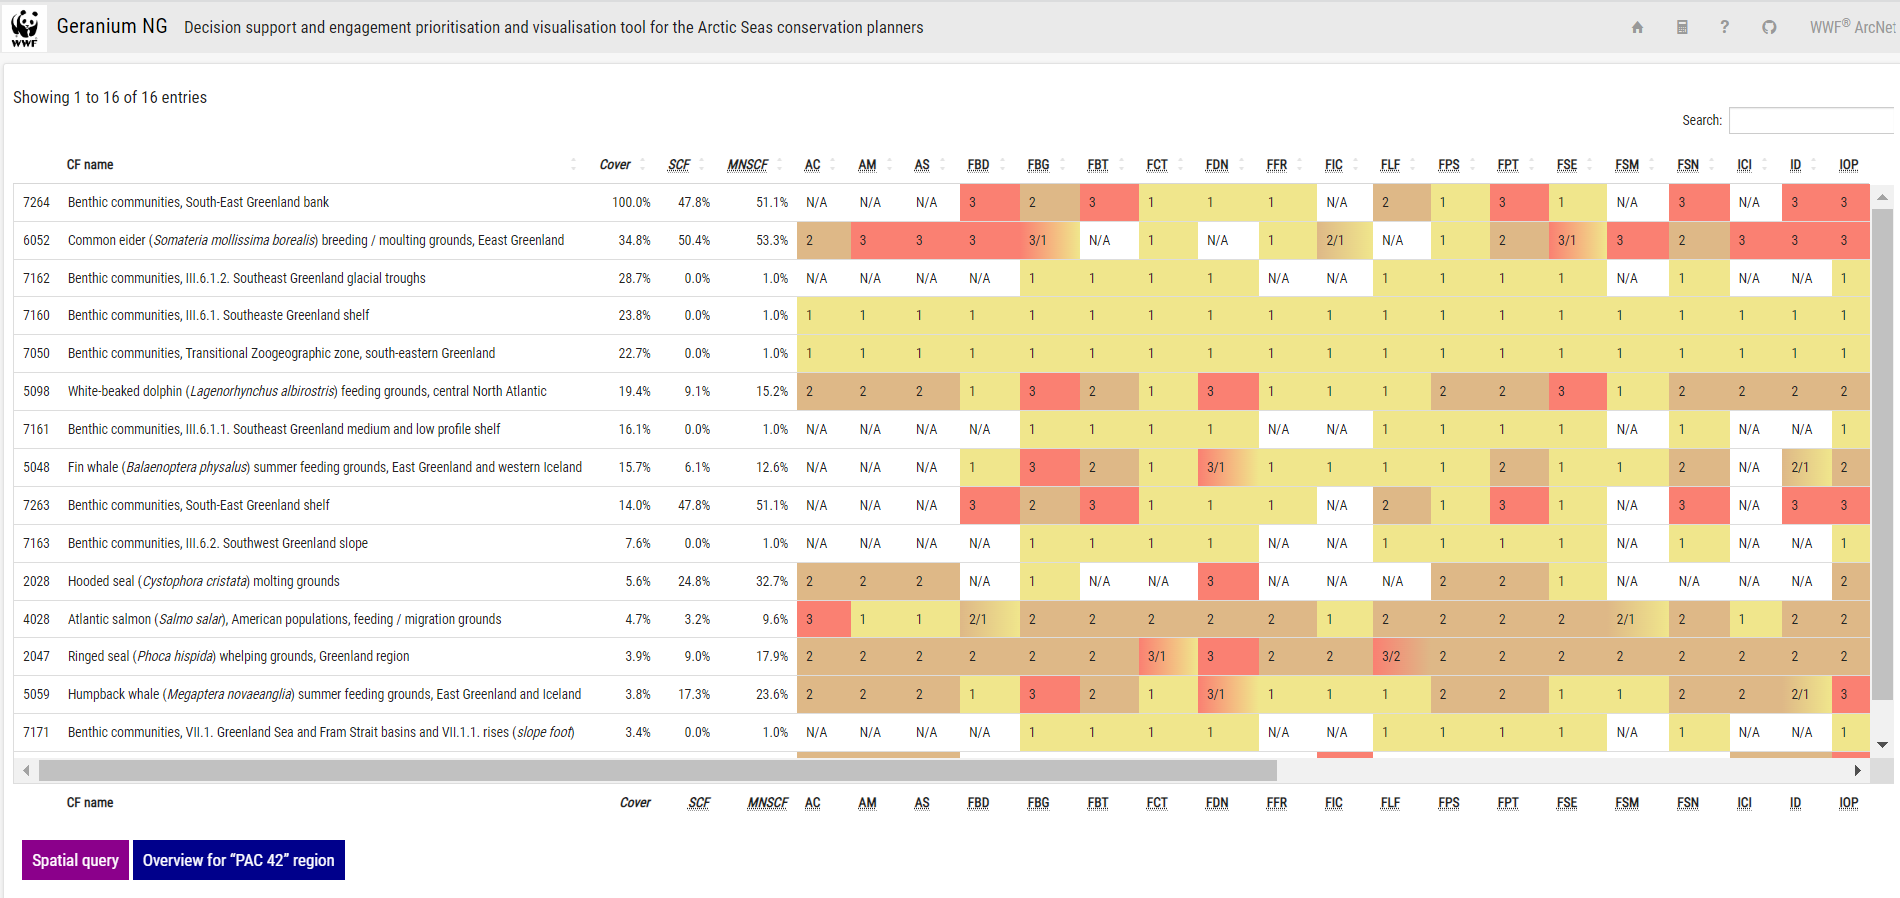 WWF
Geranium NG Decision support and engagement prioritisation and visualisation tool for the Arctic Seas conservation planners ? WWF® ArcNet
Showing 1 to 16 of 16 entries
Search:
CF name Cover SCF MNSCF AC AM AS FBD FBG FBT FCT FDN FFR FIC FLF FPS FPT FSE FSM FSN ICI ID IOP
7264 Benthic communities, South-East Greenland bank 100.0% 47.8% 51.1% N/A N/A N/A 3 2 3 1 1 1 N/A 2 1 3 1 N/A 3 N/A 3 3
6052 Common eider (Somateria mollissima borealis) breeding / moulting grounds, Eeast Greenland 34.8% 50.4% 53.3% 2 3 3 3 3/1 N/A 1 N/A 1 2/1 N/A 1 2 3/1 3 2 3 3 3
7162 Benthic communities, III.6.1.2. Southeast Greenland glacial troughs 28.7% 0.0% 1.0% N/A N/A N/A N/A 1 1 1 1 N/A N/A 1 1 1 1 N/A 1 N/A N/A 1
7160 Benthic communities, III.6.1. Southeaste Greenland shelf 23.8% 0.0% 1.0% 1 1 1 1 1 1 1 1 1 1 1 1 1 1 1 1 1 1 1
7050 Benthic communities, Transitional Zoogeographic zone, south-eastern Greenland 22.7% 0.0% 1.0% 1 1 1 1 1 1 1 1 1 1 1 1 1 1 1 1 1 1 1
5098 White-beaked dolphin (Lagenorhynchus albirostris) feeding grounds, central North Atlantic 19.4% 9.1% 15.2% 2 2 2 1 3 2 1 3 1 1 1 2 2 3 1 2 2 2 2
7161 Benthic communities, III.6.1.1. Southeast Greenland medium and low profile shelf 16.1% 0.0% 1.0% N/A N/A N/A N/A 1 1 1 1 N/A N/A 1 1 1 1 N/A 1 N/A N/A 1
5048 Fin whale (Balaenoptera physalus) summer feeding grounds, East Greenland and western Iceland 15.7% 6.1% 12.6% N/A N/A N/A 1 3 2 1 3/1 1 1 1 1 2 1 1 2 N/A 2/1 2
7263 Benthic communities, South-East Greenland shelf 14.0% 47.8% 51.1% N/A N/A N/A 3 2 3 1 1 1 N/A 2 1 3 1 N/A 3 N/A 3 3
7163 Benthic communities, III.6.2. Southwest Greenland slope 7.6% 0.0% 1.0% N/A N/A N/A N/A 1 1 1 1 N/A N/A 1 1 1 1 N/A 1 N/A N/A 1
2028 Hooded seal (Cystophora cristata) molting grounds 5.6% 24.8% 32.7% 2 2 2 N/A 1 N/A N/A 3 N/A N/A N/A 2 2 1 N/A N/A N/A N/A 2
4028 Atlantic salmon (Salmo salar), American populations, feeding / migration grounds 4.7% 3.2% 9.6% 3 1 1 2/1 2 2 2 2 2 1 2 2 2 2 2/1 2 1 2 2
2047 Ringed seal (Phoca hispida) whelping grounds, Greenland region 3.9% 9.0% 17.9% 2 2 2 2 2 2 3/1 3 2 2 3/2 2 2 2 2 2 2 2 2
5059 Humpback whale (Megaptera novaeanglia) summer feeding grounds, East Greenland and Iceland 3.8% 17.3% 23.6% 2 2 2 1 3 2 1 3/1 1 1 1 2 2 1 1 2 2 2/1 3
7171 Benthic communities, VII.1. Greenland Sea and Fram Strait basins and VII.1.1. rises (slope foot) 3.4% 0.0% 1.0% N/A N/A N/A N/A 1 1 1 1 N/A N/A 1 1 1 1 N/A 1 N/A N/A 1
CF name Cover SCF MNSCF AC AM AS FBD FBG FBT FCT FDN FFR FIC FLF FPS FPT FSE FSM FSN ICI ID IOP
Spatial query Overview for “PAC 42” region